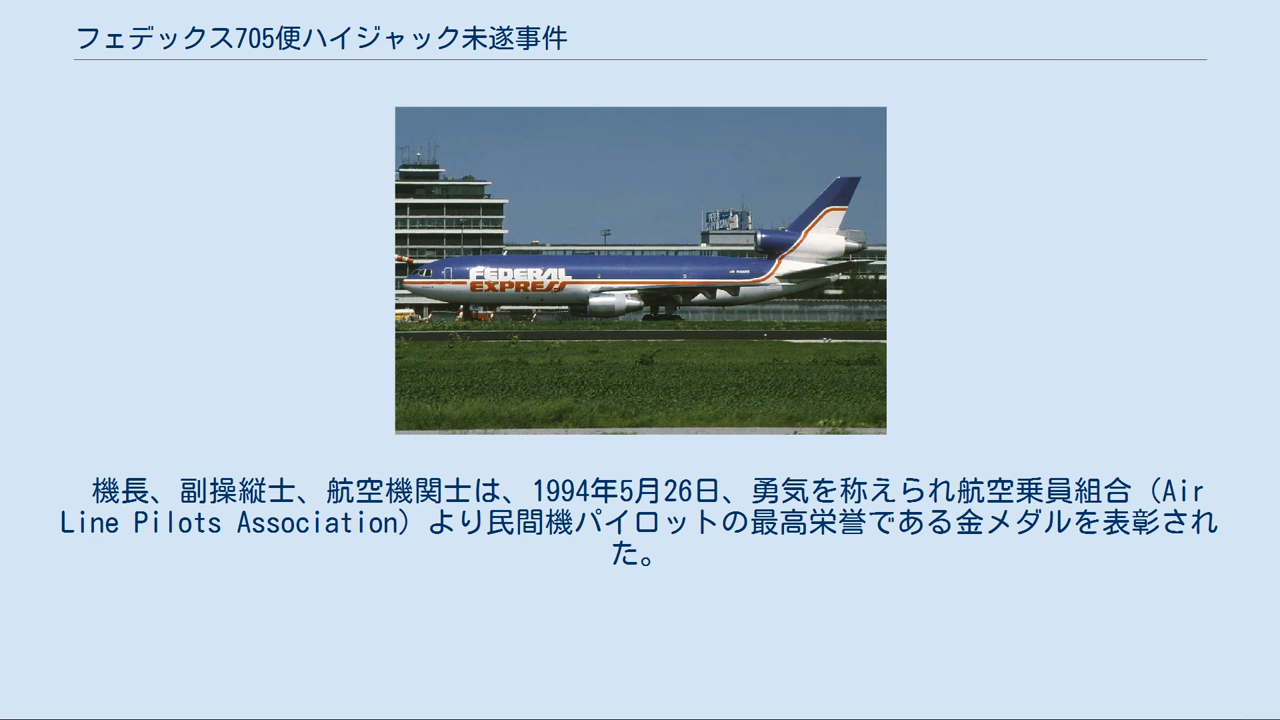 フェデックス705便ハイジャック未遂事件
FEDERAL
EXPRESS
機長、副操縦士、航空機関士は、1994年5月26日、勇気を称えられ航空乗員組合（Air
Line Pilots Association）より民間機パイロットの最高栄誉である金メダルを表彰され
た。